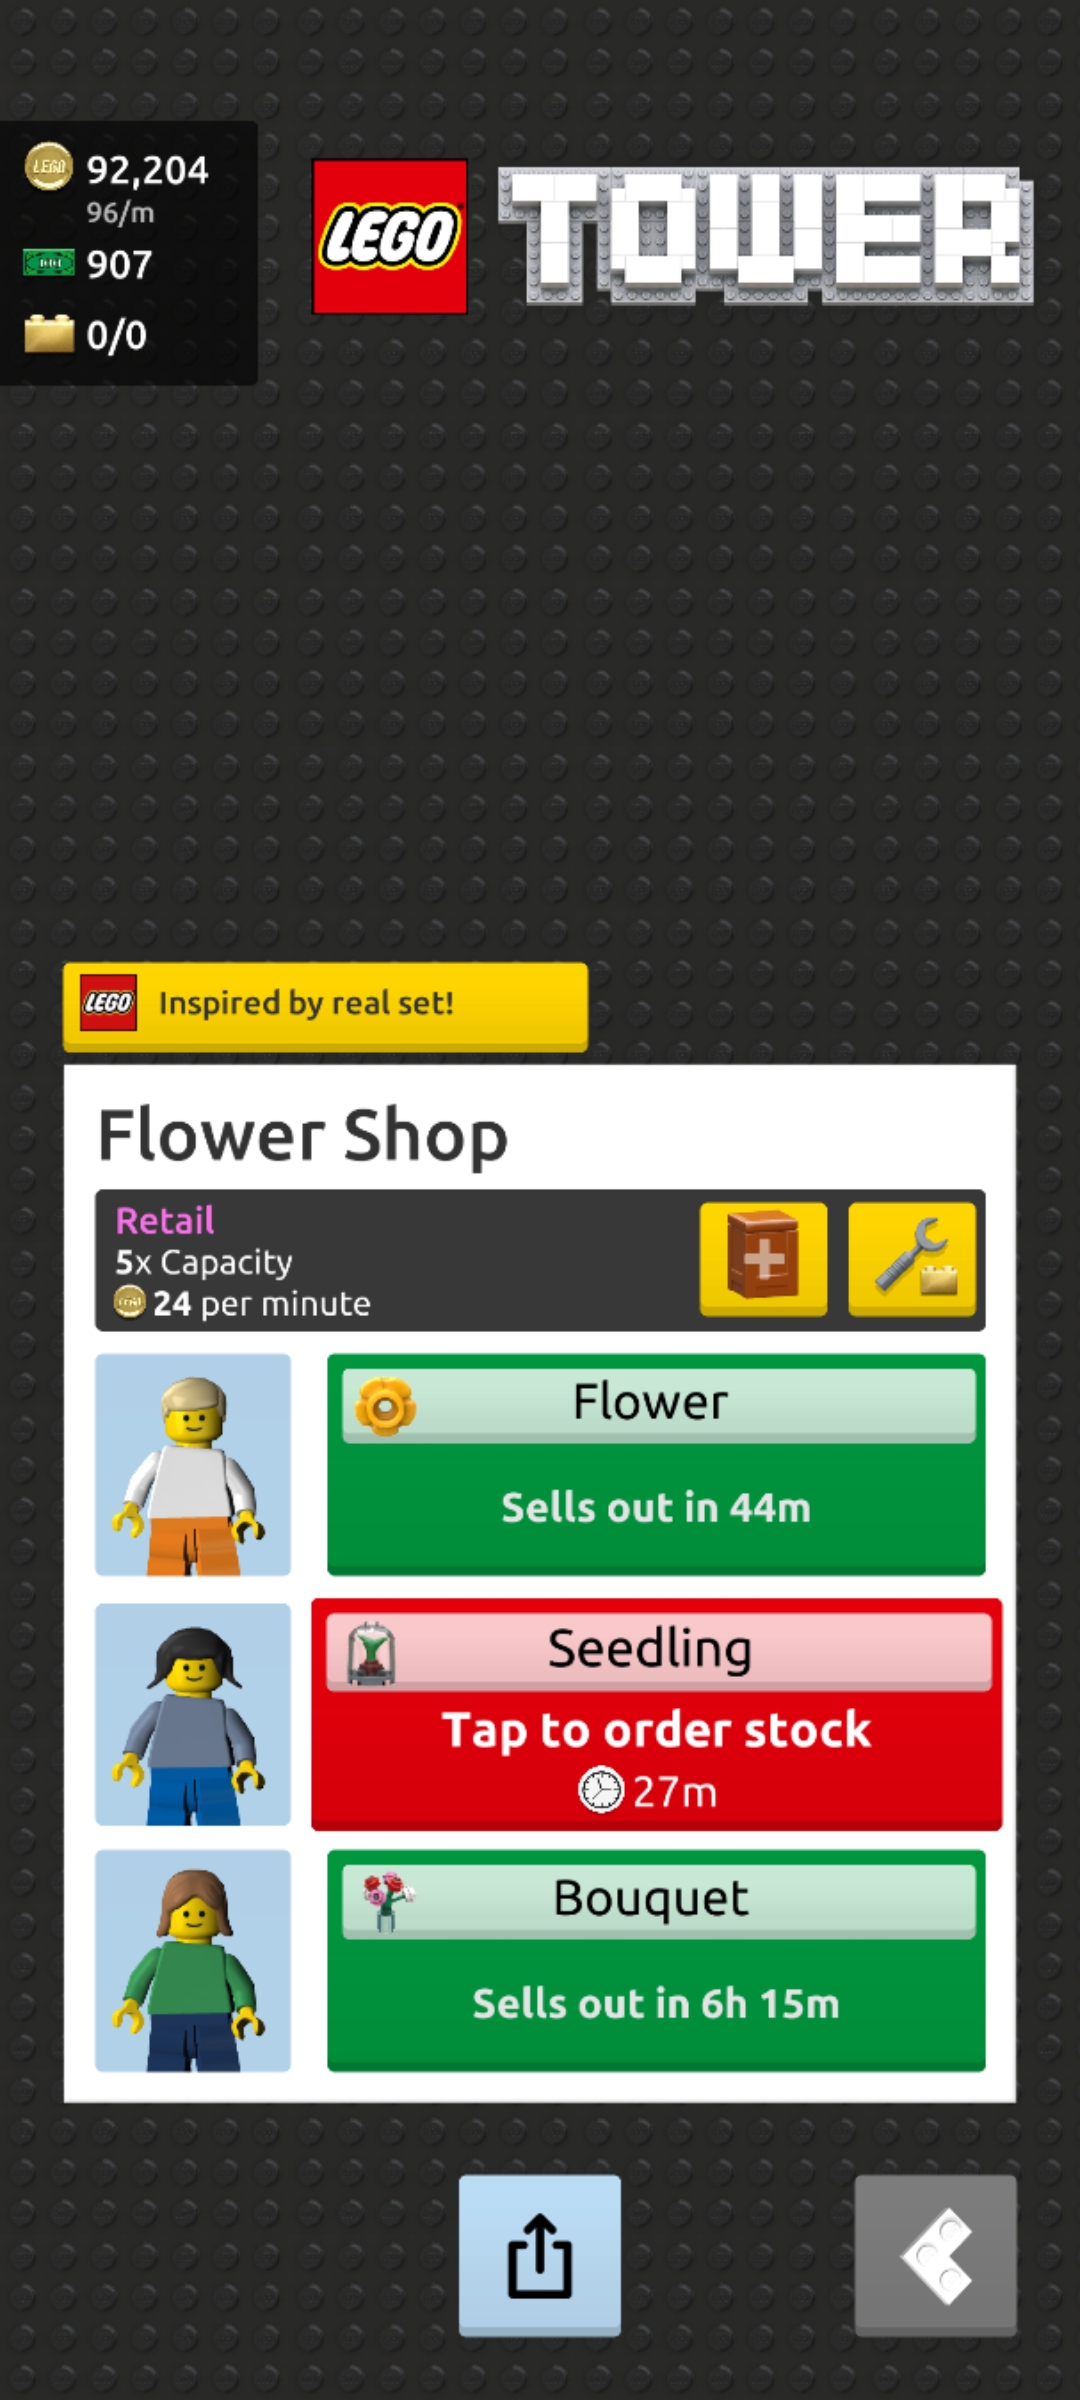 92,204
96/m
907
0/0
LEGO TOWER
LEGO Inspired by real set!
Flower Shop
Retail
5x Capacity
24 per minute
Flower
Sells out in 44m
Seedling
Tap to order stock
27m
Bouquet
Sells out in 6h 15m